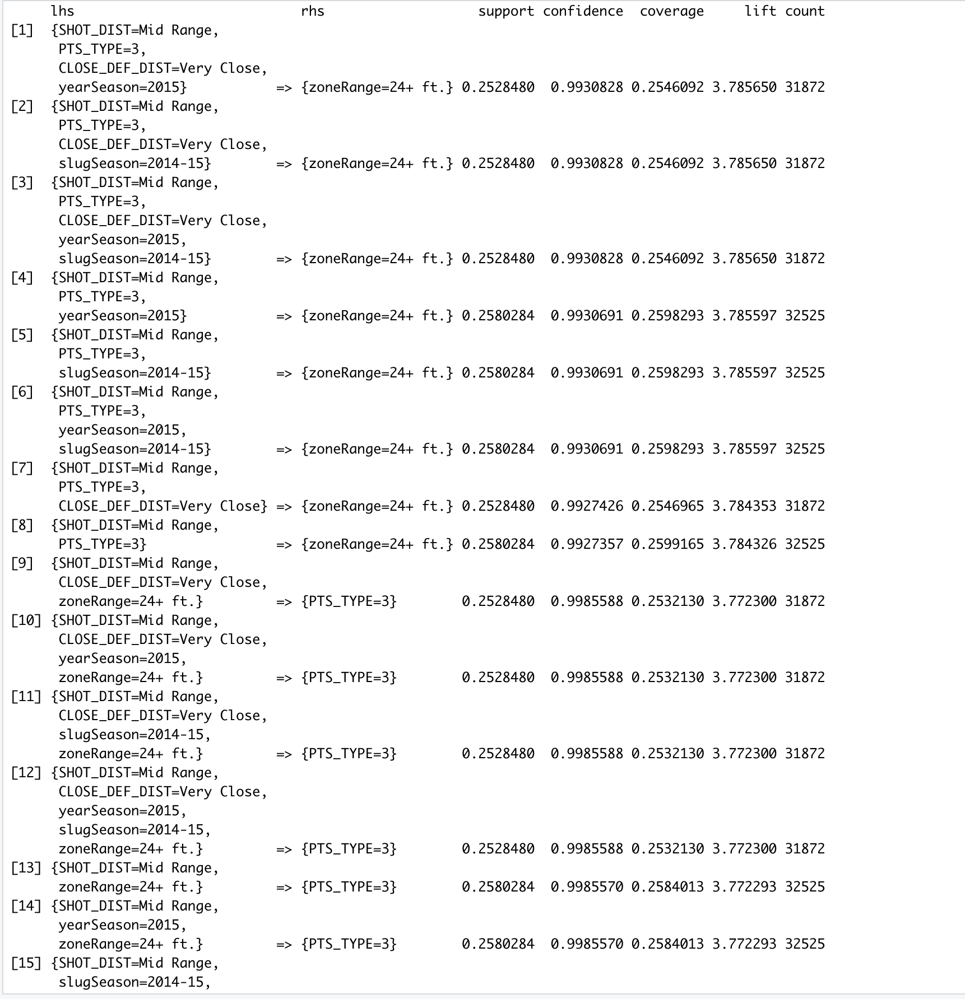 lhs rhs support confidence coverage lift count
[1] {SHOT_DIST=Mid Range,
PTS_TYPE=3,
CLOSE_DEF_DIST=Very Close,
yearSeason=2015} => {zoneRange=24+ ft.} 0.2528480 0.9930828 0.2546092 3.785650 31872
[2] {SHOT_DIST=Mid Range,
PTS_TYPE=3,
CLOSE_DEF_DIST=Very Close,
slugSeason=2014-15} => {zoneRange=24+ ft.} 0.2528480 0.9930828 0.2546092 3.785650 31872
[3] {SHOT_DIST=Mid Range,
PTS_TYPE=3,
CLOSE_DEF_DIST=Very Close,
yearSeason=2015,
slugSeason=2014-15} => {zoneRange=24+ ft.} 0.2528480 0.9930828 0.2546092 3.785650 31872
[4] {SHOT_DIST=Mid Range,
PTS_TYPE=3,
yearSeason=2015} => {zoneRange=24+ ft.} 0.2580284 0.9930691 0.2598293 3.785597 32525
[5] {SHOT_DIST=Mid Range,
PTS_TYPE=3,
slugSeason=2014-15} => {zoneRange=24+ ft.} 0.2580284 0.9930691 0.2598293 3.785597 32525
[6] {SHOT_DIST=Mid Range,
PTS_TYPE=3,
yearSeason=2015,
slugSeason=2014-15} => {zoneRange=24+ ft.} 0.2580284 0.9930691 0.2598293 3.785597 32525
[7] {SHOT_DIST=Mid Range,
PTS_TYPE=3,
CLOSE_DEF_DIST=Very Close} => {zoneRange=24+ ft.} 0.2528480 0.9927426 0.2546965 3.784353 31872
[8] {SHOT_DIST=Mid Range,
PTS_TYPE=3} => {zoneRange=24+ ft.} 0.2580284 0.9927357 0.2599165 3.784326 32525
[9] {SHOT_DIST=Mid Range,
CLOSE_DEF_DIST=Very Close,
zoneRange=24+ ft.} => {PTS_TYPE=3} 0.2528480 0.9985588 0.2532130 3.772300 31872
[10] {SHOT_DIST=Mid Range,
CLOSE_DEF_DIST=Very Close,
yearSeason=2015,
zoneRange=24+ ft.} => {PTS_TYPE=3} 0.2528480 0.9985588 0.2532130 3.772300 31872
[11] {SHOT_DIST=Mid Range,
CLOSE_DEF_DIST=Very Close,
slugSeason=2014-15,
zoneRange=24+ ft.} => {PTS_TYPE=3} 0.2528480 0.9985588 0.2532130 3.772300 31872
[12] {SHOT_DIST=Mid Range,
CLOSE_DEF_DIST=Very Close,
yearSeason=2015,
slugSeason=2014-15,
zoneRange=24+ ft.} => {PTS_TYPE=3} 0.2528480 0.9985588 0.2532130 3.772300 31872
[13] {SHOT_DIST=Mid Range,
zoneRange=24+ ft.} => {PTS_TYPE=3} 0.2580284 0.9985570 0.2584013 3.772293 32525
[14] {SHOT_DIST=Mid Range,
yearSeason=2015,
zoneRange=24+ ft.} => {PTS_TYPE=3} 0.2580284 0.9985570 0.2584013 3.772293 32525
[15] {SHOT_DIST=Mid Range,
slugSeason=2014-15,